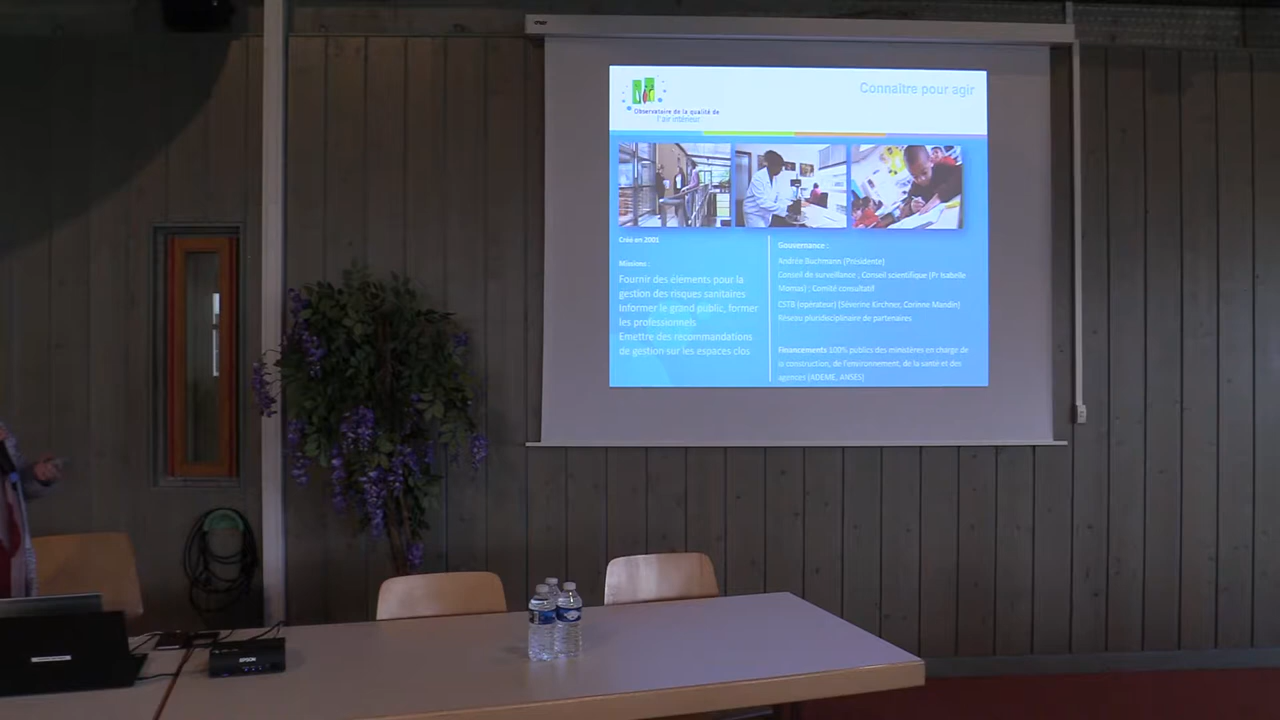 Connaître pour agir
Observatoire de la qualité de
l'air intérieur
Créé en 2001
Missions :
Fournir des éléments pour la
gestion des risques sanitaires
Informer le grand public, former
les professionnels
Emettre des recommandations
de gestion sur les espaces clos
Gouvernance :
Andrée Buchmann (Présidente)
Conseil de surveillance ; Conseil scientifique (Pr Isabelle
Momas) ; Comité consultatif
CSTB (opérateur) (Séverine Kirchner, Corinne Mandin)
Réseau pluridisciplinaire de partenaires
Financements 100% publics des ministères en charge de
la construction, de l'environnement, de la santé et des
agences (ADEME, ANSES)
EPSON